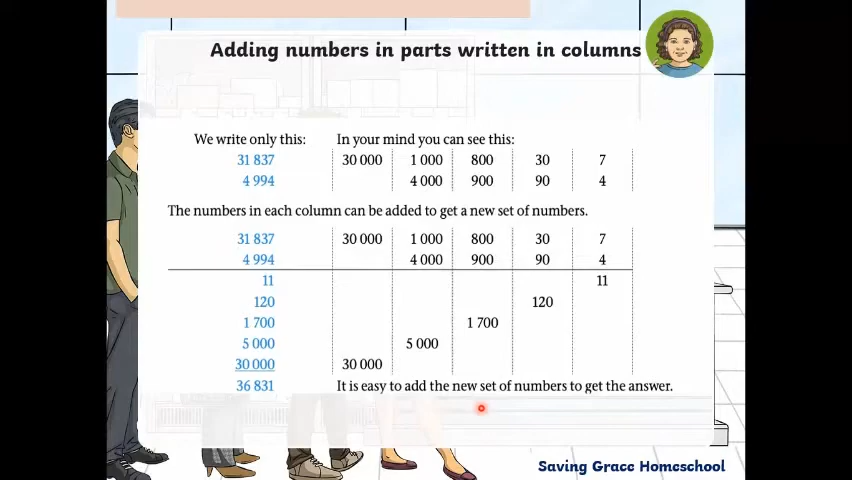 Adding numbers in parts written in columns
We write only this: In your mind you can see this:
31 837 30 000 1 000 800 30 7
4 994 4 000 900 90 4
The numbers in each column can be added to get a new set of numbers.
31 837 30 000 1 000 800 30 7
4 994 4 000 900 90 4
11 11
120 120
1 700 1 700
5 000 5 000
30 000 30 000
36 831 It is easy to add the new set of numbers to get the answer.
Saving Grace Homeschool